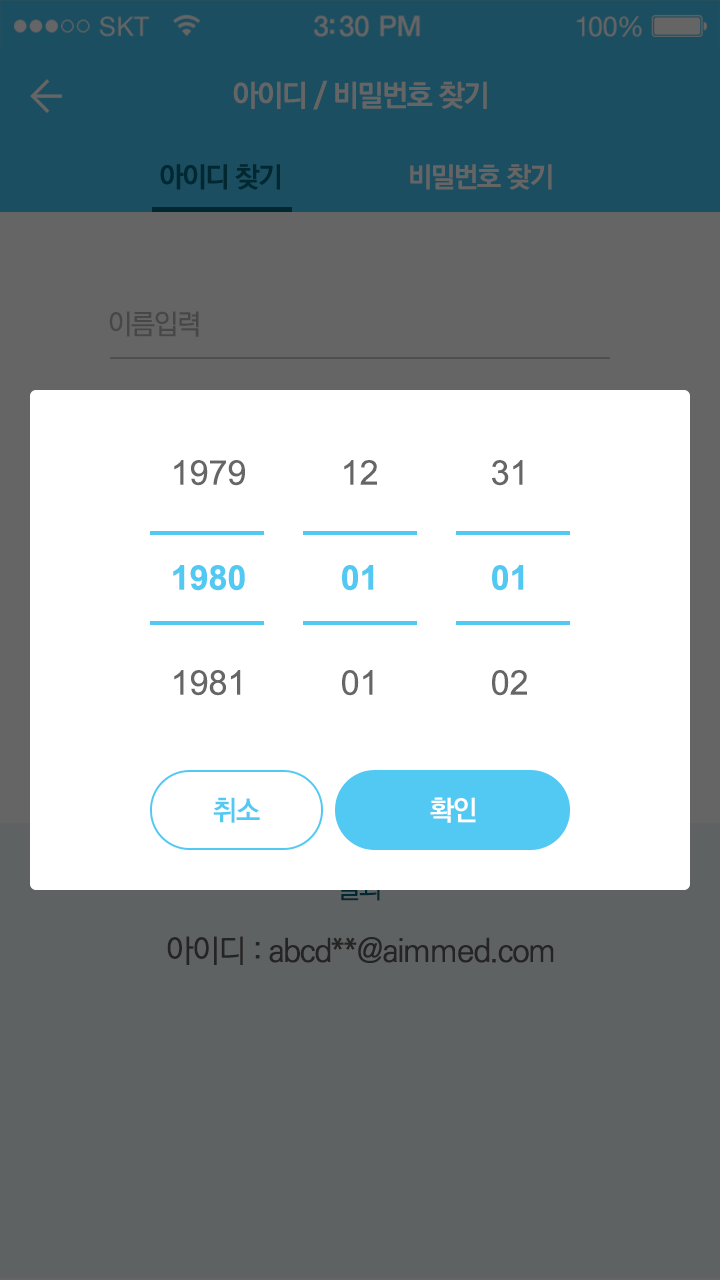 SKT 3:30 PM 100%
아이디 / 비밀번호 찾기
아이디 찾기 비밀번호 찾기
이름입력
1979 12 31
1980 01 01
1981 01 02
취소 확인
아이디 : abcd**@aimmed.com